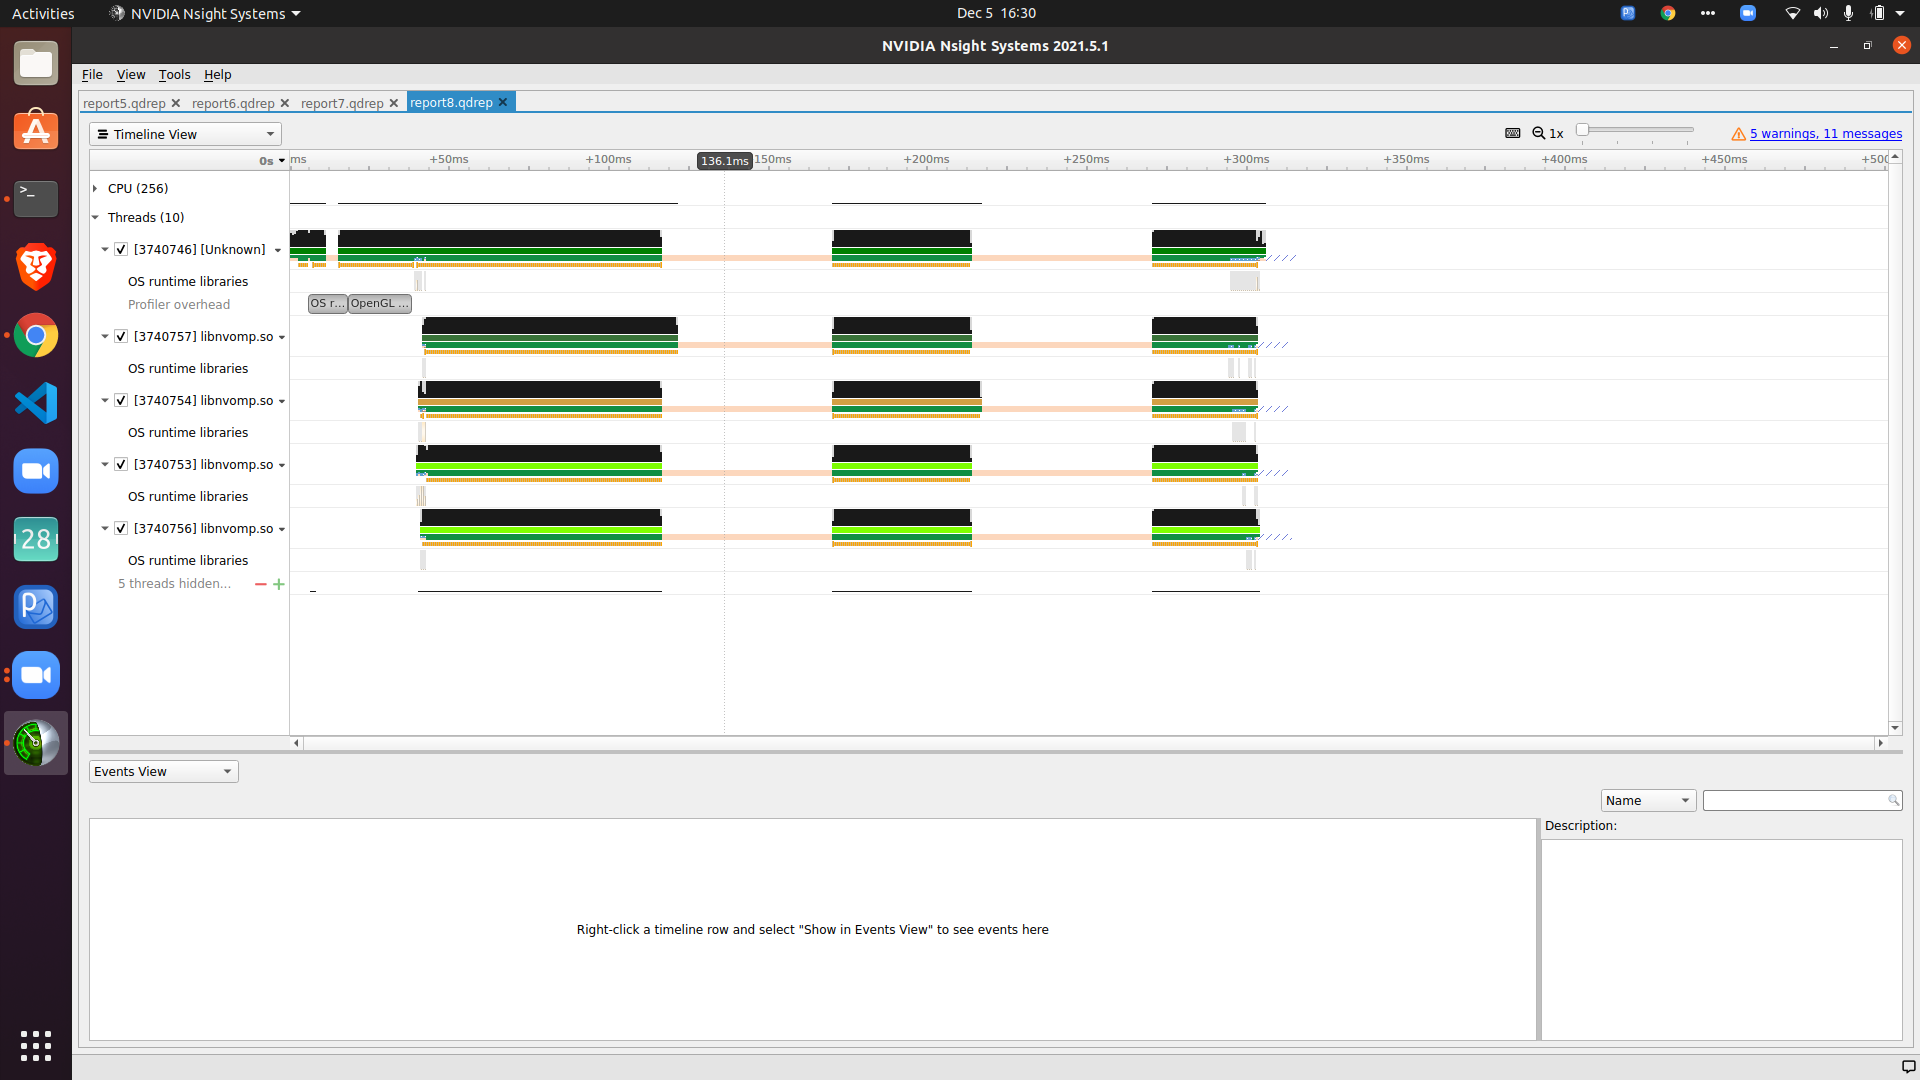 Activities NVIDIA Nsight Systems Dec 5 16:30
NVIDIA Nsight Systems 2021.5.1
File View Tools Help
report5.qdrep report6.qdrep report7.qdrep report8.qdrep
Timeline View 1x 5 warnings, 11 messages
0s ms +50ms +100ms 136.1ms 150ms +200ms +250ms +300ms +350ms +400ms +450ms +500
CPU (256)
Threads (10)
[3740746] [Unknown]
OS runtime libraries
Profiler overhead OS r... OpenGL ...
[3740757] libnvomp.so
OS runtime libraries
[3740754] libnvomp.so
OS runtime libraries
[3740753] libnvomp.so
OS runtime libraries
[3740756] libnvomp.so
OS runtime libraries
5 threads hidden...
28
Events View
Name
Description:
Right-click a timeline row and select "Show in Events View" to see events here